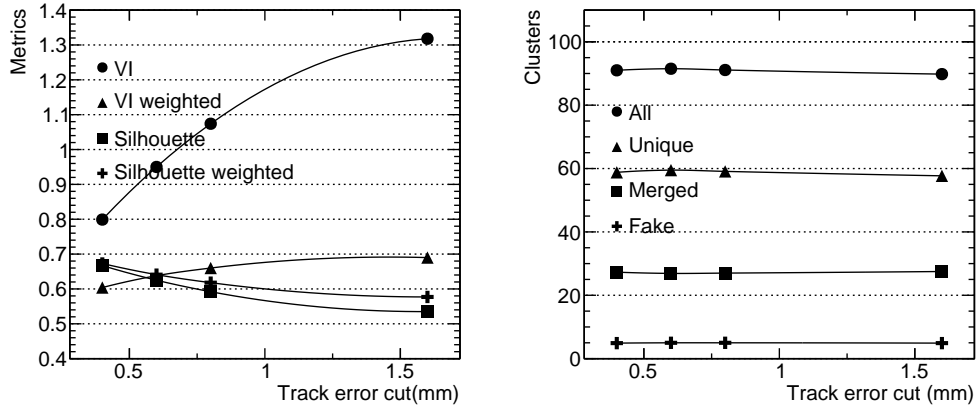 Metrics
1.4
1.3
1.2
1.1
1
0.9
0.8
0.7
0.6
0.5
0.4
VI
VI weighted
Silhouette
Silhouette weighted
0.5
1
1.5
Track error cut(mm)
Clusters
100
80
60
40
20
0
All
Unique
Merged
Fake
0.5
1
1.5
Track error cut (mm)